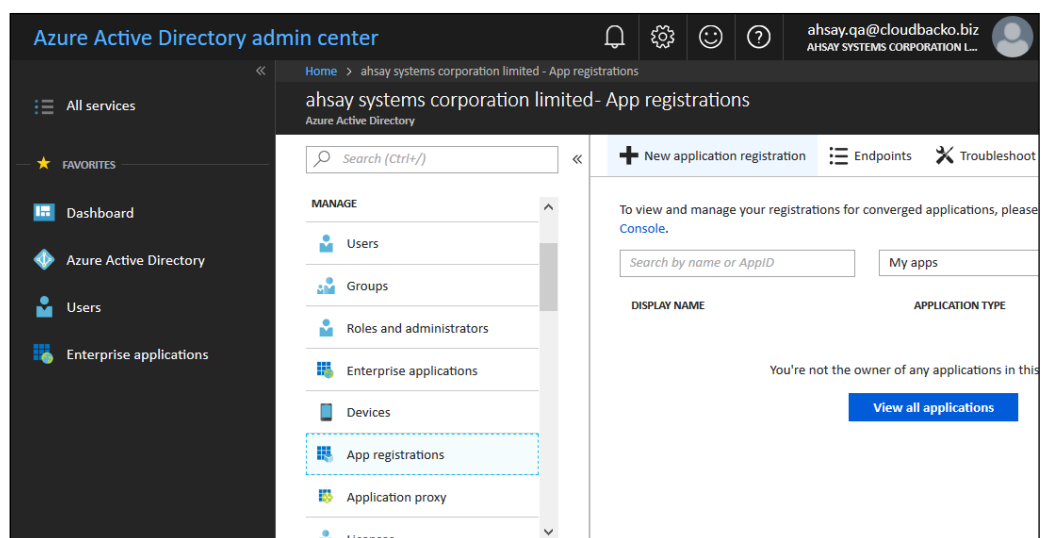 Azure Active Directory admin center
ahsay.qa@cloudbacko.biz
AHSAY SYSTEMS CORPORATION L...
Home > ahsay systems corporation limited - App registrations
All services
FAVORITES
Dashboard
Azure Active Directory
Users
Enterprise applications
ahsay systems corporation limited- App registrations
Azure Active Directory
Search (Ctrl+/)
MANAGE
Users
Groups
Roles and administrators
Enterprise applications
Devices
App registrations
Application proxy
New application registration
Endpoints
Troubleshoot
To view and manage your registrations for converged applications, please
Console.
Search by name or AppID
My apps
DISPLAY NAME
APPLICATION TYPE
You're not the owner of any applications in this
View all applications